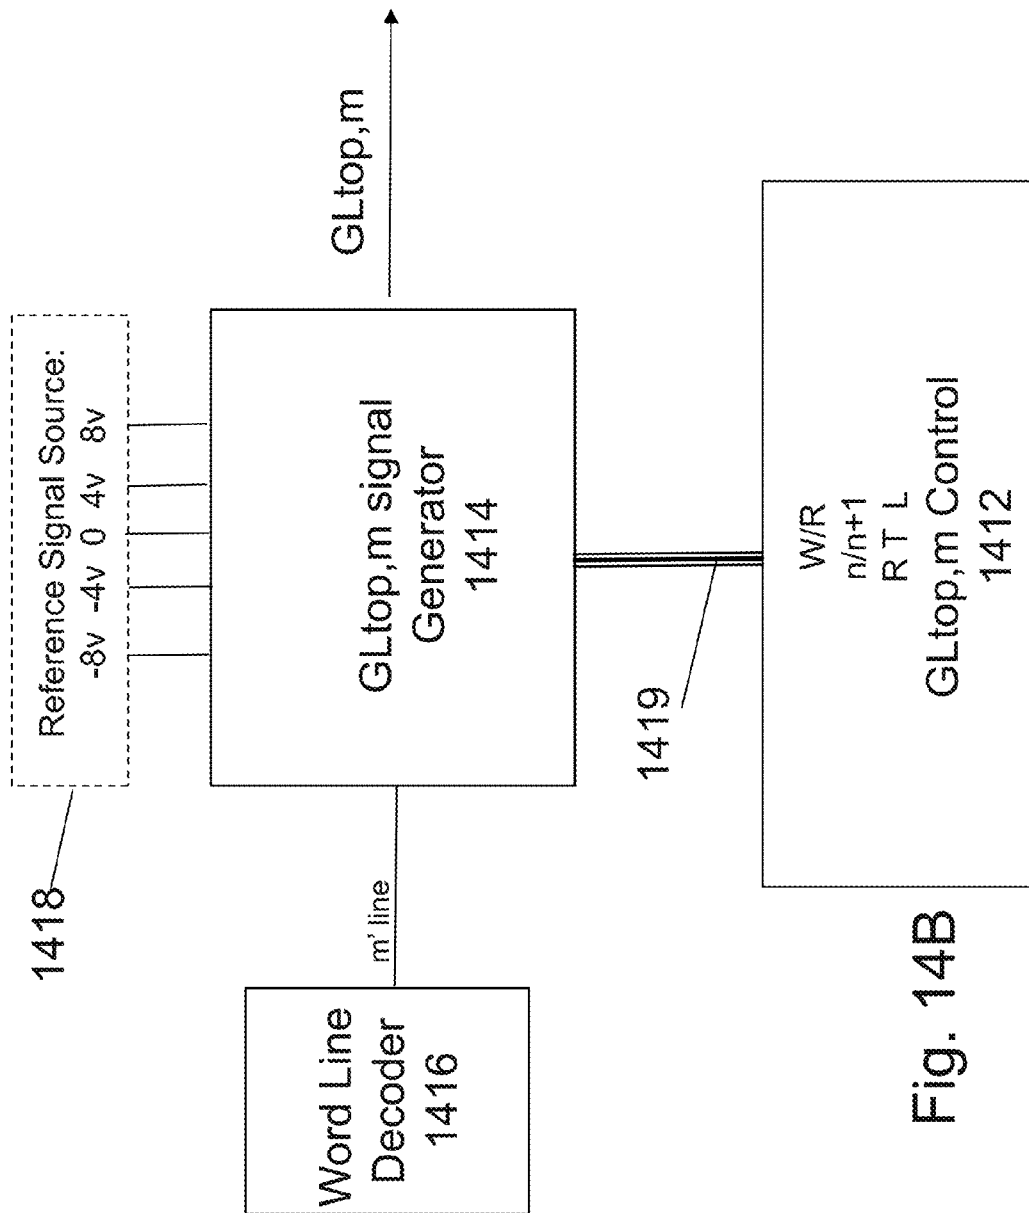 1418
Reference Signal Source:
-8v -4v 0 4v 8v
Word Line
Decoder
1416
m' line
GLtop,m signal
Generator
1414
GLtop,m
1419
W/R
n/n+1
R T L
GLtop,m Control
1412
Fig. 14B